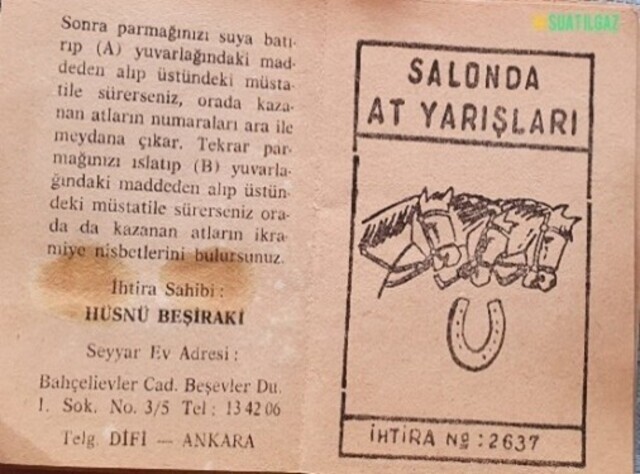 Sonra parmağınızı suya batı-
rıp (A) yuvarlağındaki mad-
deden alıp üstündeki müsta-
tile sürerseniz, orada kaza-
nan atların numaraları ara ile
meydana çıkar. Tekrar par-
mağınızı ıslatıp (B) yuvarla-
ğındaki maddeden alıp üstün-
deki müstatile sürerseniz ora-
da da kazanan atların ikra-
miye nisbetlerini bulursunuz.
İhtira Sahibi :
HÜSNÜ BEŞİRAKİ
Seyyar Ev Adresi :
Bahçelievler Cad. Beşevler Du.
1. Sok. No. 3/5 Tel : 13 42 06
Telg. DİFİ — ANKARA
SUATILGAZ
SALONDA
AT YARIŞLARI
İHTİRA No : 2637